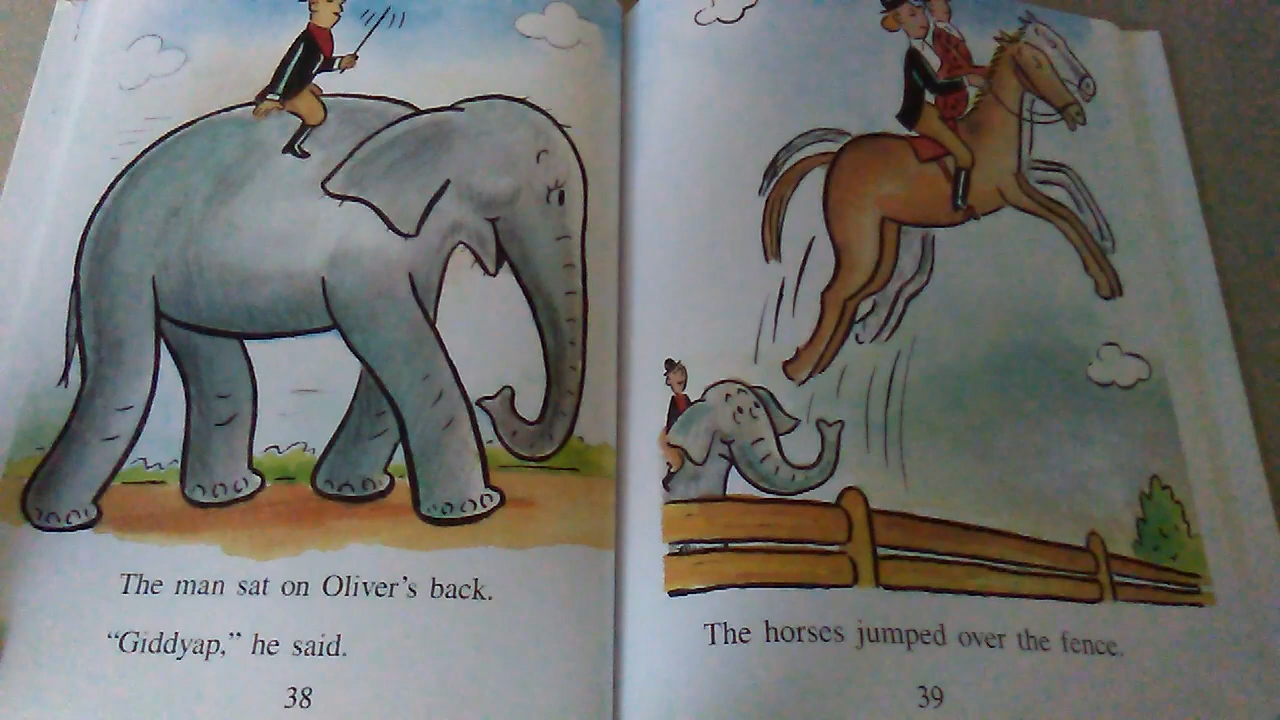 The man sat on Oliver's back.
“Giddyap,” he said.
38
The horses jumped over the fence.
39